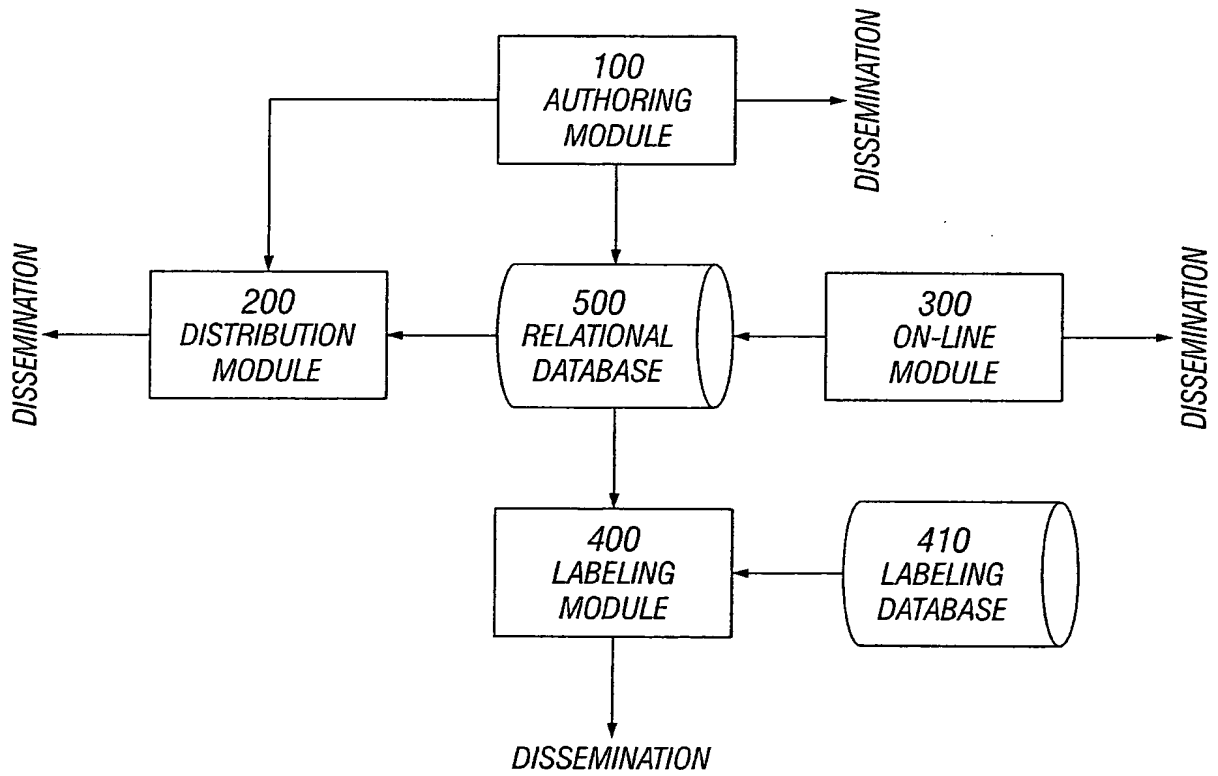 100
AUTHORING
MODULE
DISSEMINATION
DISSEMINATION
200
DISTRIBUTION
MODULE
500
RELATIONAL
DATABASE
300
ON-LINE
MODULE
DISSEMINATION
400
LABELING
MODULE
410
LABELING
DATABASE
DISSEMINATION